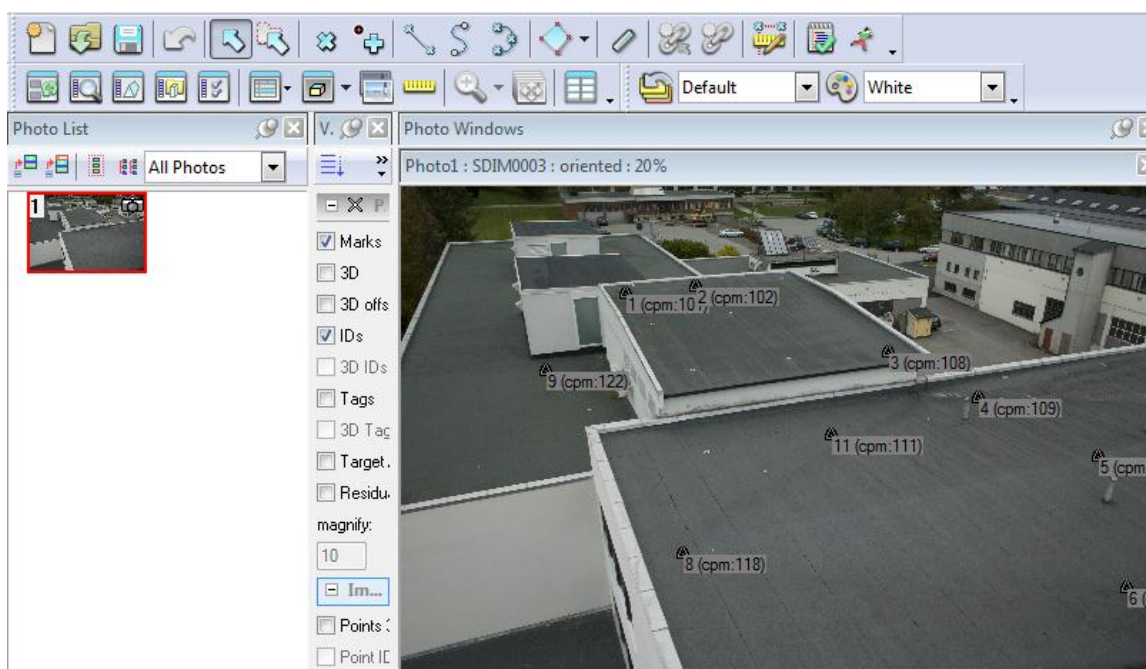 Default
White
Photo List
V.
Photo Windows
All Photos
»
Photo1 : SDIM0003 : oriented : 20%
1
Marks
3D
3D offs
IDs
3D IDs
Tags
3D Tag
Target.
Residu
magnify:
10
Im...
Points
Point ID
1 (cpm:107
2 (cpm:102)
3 (cpm:108)
4 (cpm:109)
9 (cpm:122)
11 (cpm:111)
5 (cpm
8 (cpm:118)
6 (